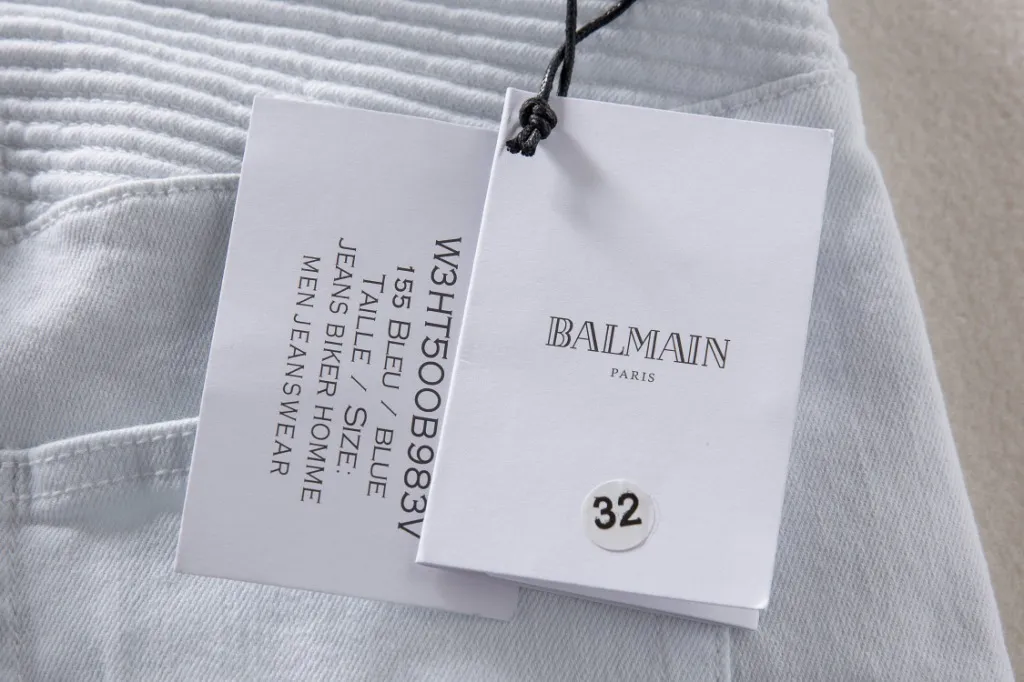 W3HT500B983V
155 BLEU / BLUE
TAILLE / SIZE:
JEANS BIKER HOMME
MEN JEANSWEAR
BALMAIN
PARIS
32